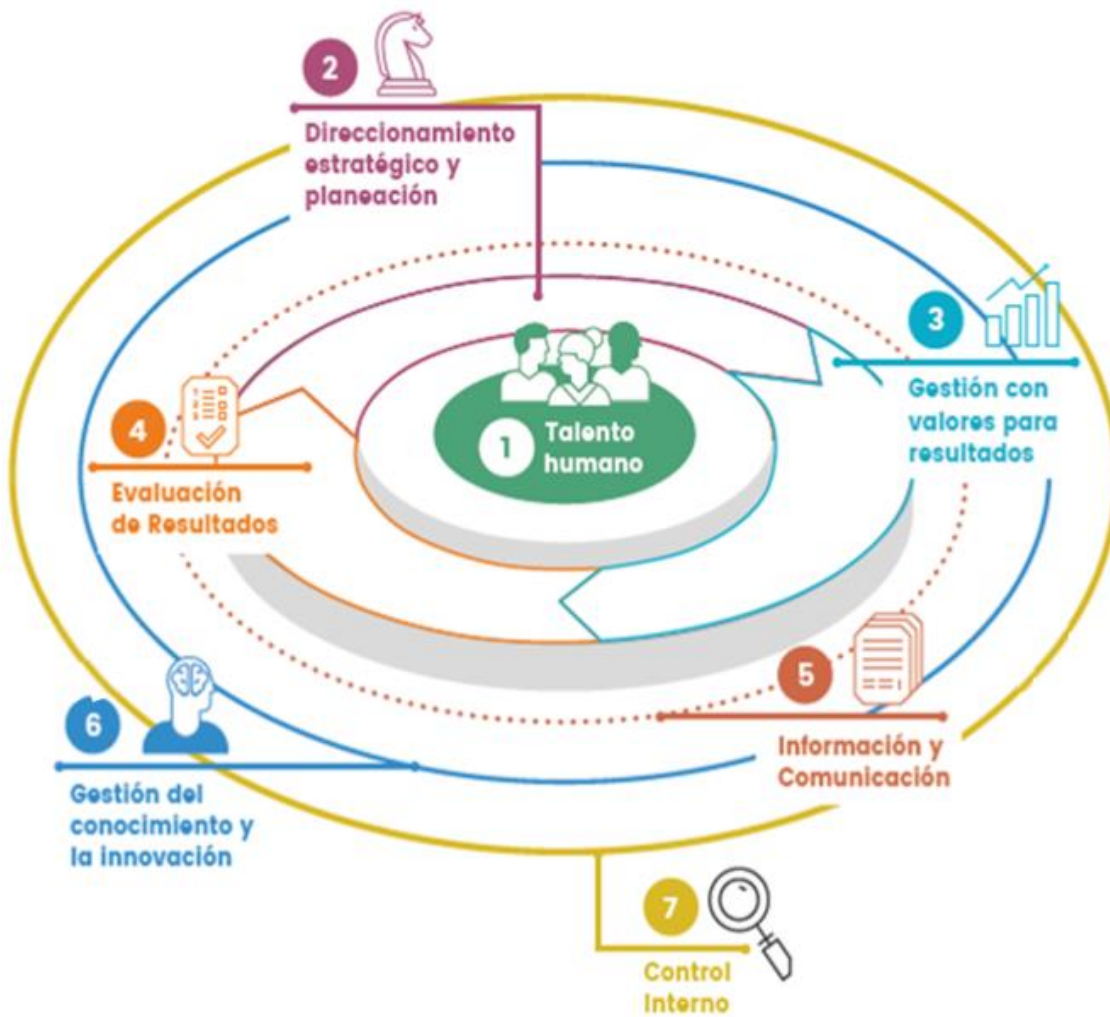 2
Direccionamiento
estratégico y
planeación
3
Gestión con
valores para
resultados
1
Talento
humano
4
Evaluación
de Resultados
5
Información y
Comunicación
6
Gestión del
conocimiento y
la innovación
7
Control
Interno